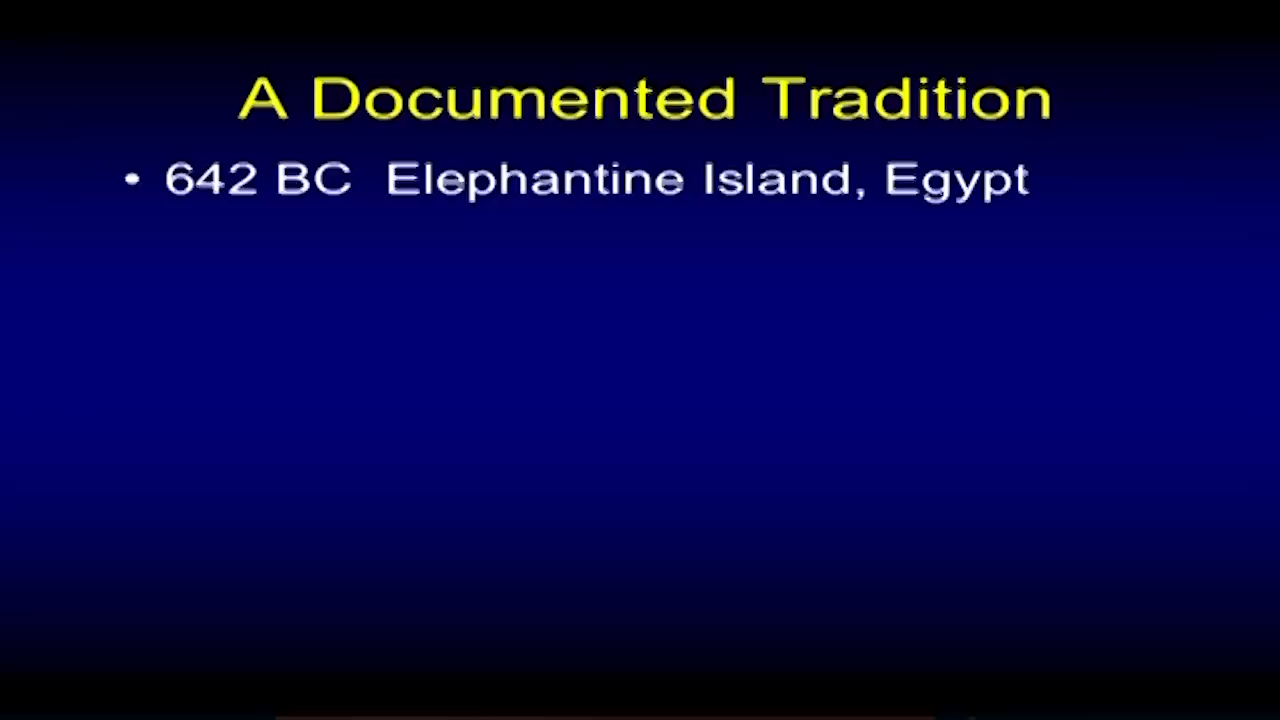 A Documented Tradition
• 642 BC  Elephantine Island, Egypt